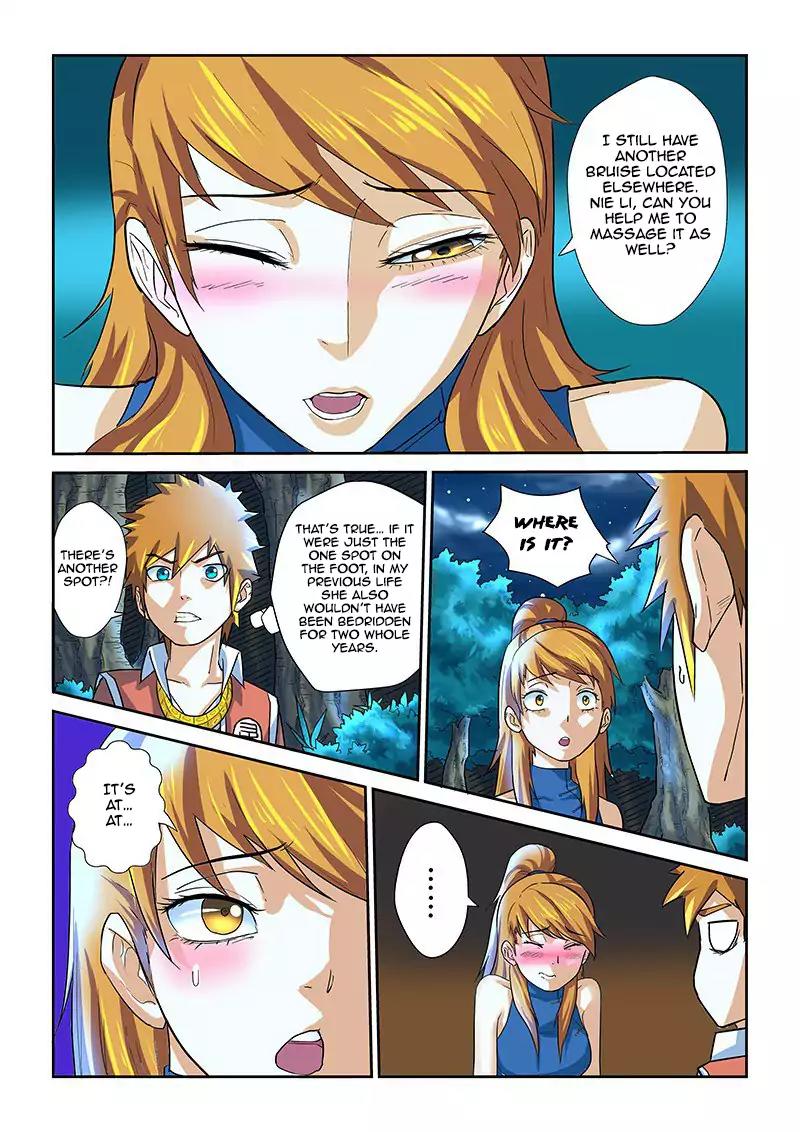 I STILL HAVE
ANOTHER
BRUISE LOCATED
ELSEWHERE.
NIE LI, CAN YOU
HELP ME TO
MASSAGE IT AS
WELL?
THERE'S
ANOTHER
SPOT?!
THAT'S TRUE... IF IT
WERE JUST THE
ONE SPOT ON
THE FOOT, IN MY
PREVIOUS LIFE
SHE ALSO
WOULDN'T HAVE
BEEN BEDRIDDEN
FOR TWO WHOLE
YEARS.
WHERE
IS IT?
IT'S
AT...
AT...
......